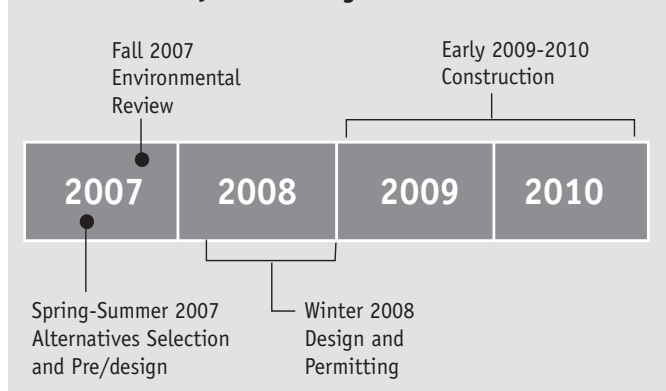 Fall 2007
Environmental
Review
Early 2009-2010
Construction
2007
2008
2009
2010
Spring-Summer 2007
Alternatives Selection
and Pre/design
Winter 2008
Design and
Permitting